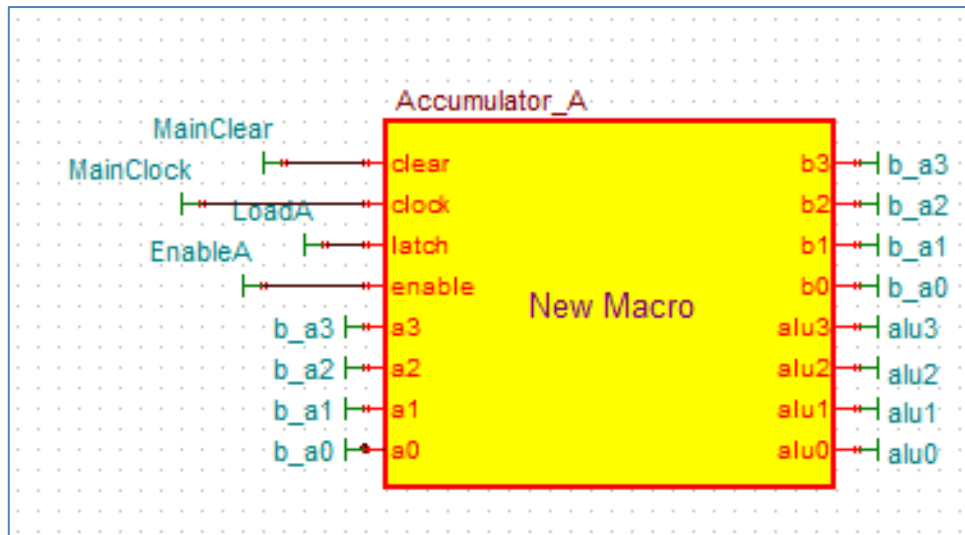 Accumulator_A
MainClear
clear
b3
b_a3
MainClock
clock
b2
b_a2
LoadA
latch
b1
b_a1
EnableA
enable
b0
b_a0
New Macro
b_a3
a3
alu3
alu3
b_a2
a2
alu2
alu2
b_a1
a1
alu1
alu1
b_a0
a0
alu0
alu0